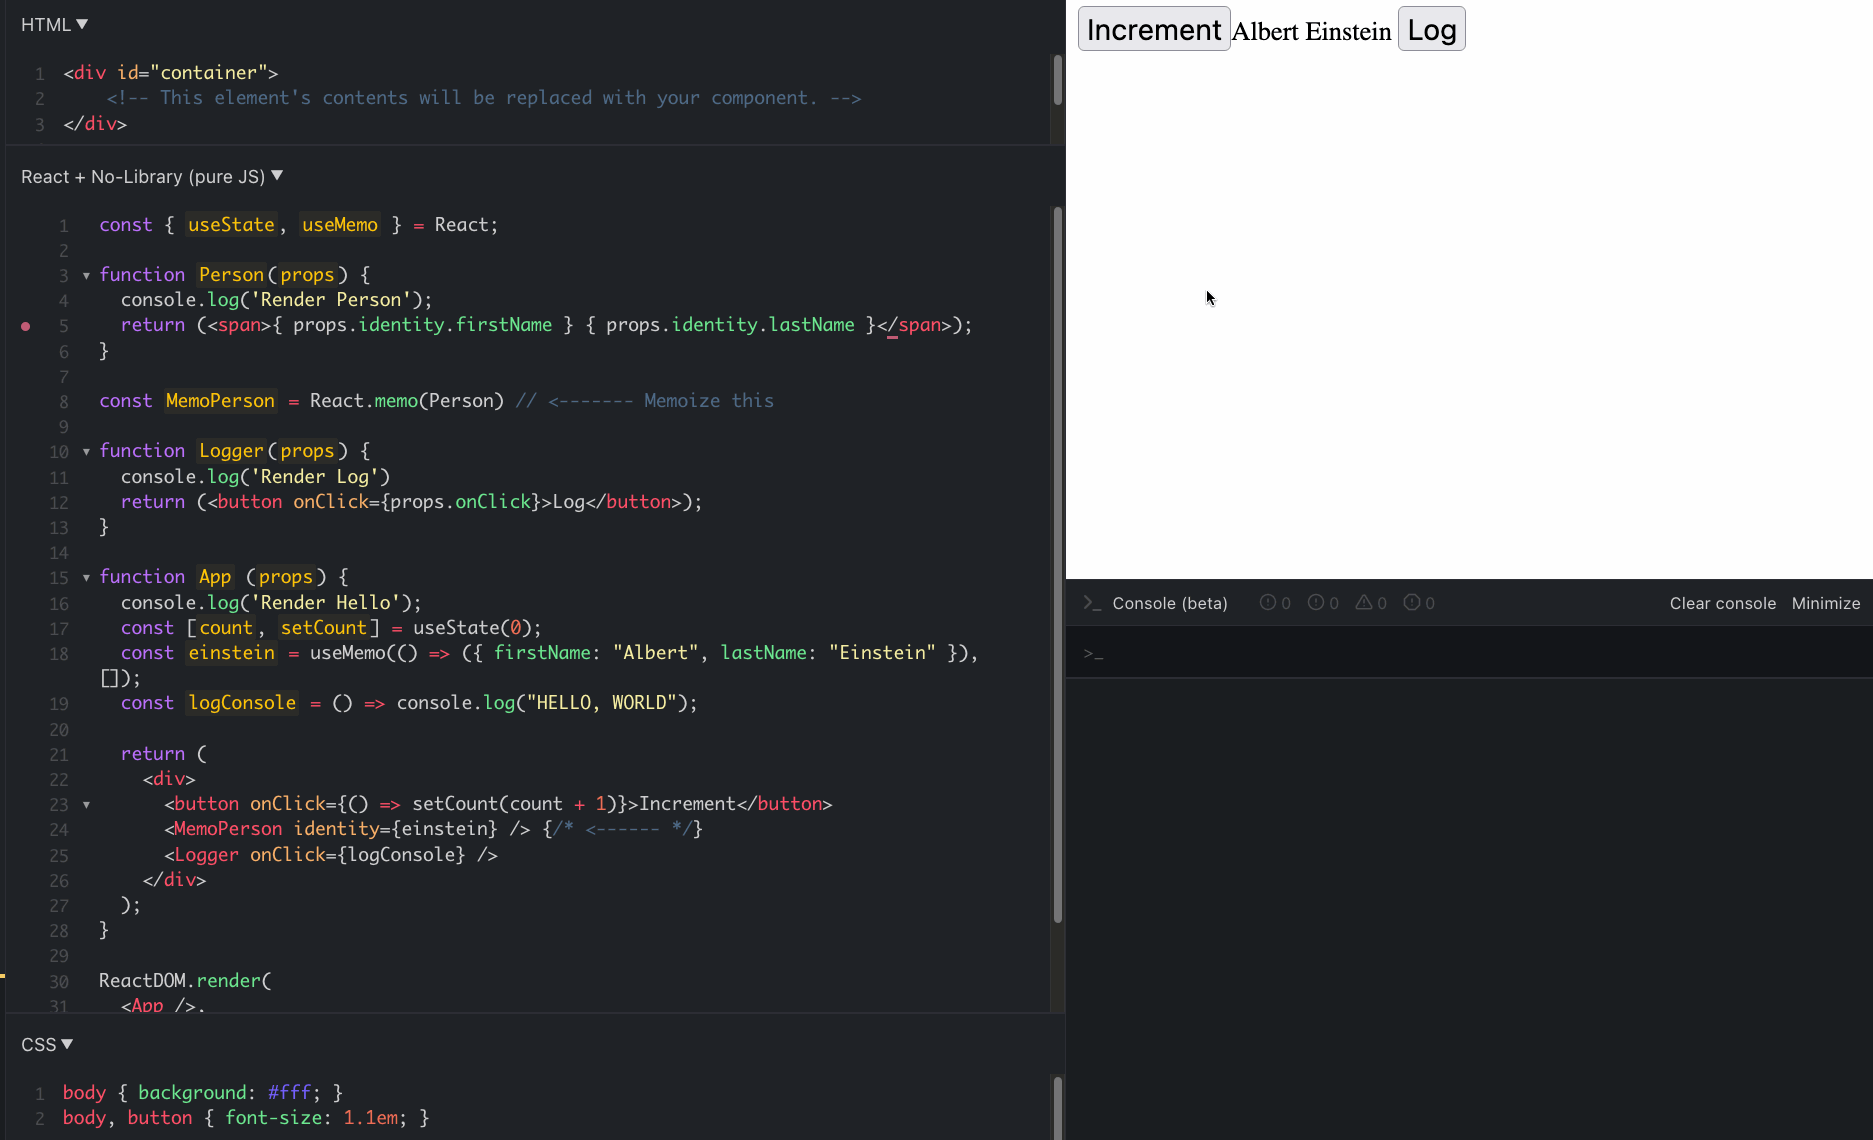 HTML ▼
1 <div id="container">
2     <!-- This element's contents will be replaced with your component. -->
3 </div>
React + No-Library (pure JS) ▼
1 const { useState, useMemo } = React;
2
3 ▾ function Person(props) {
4   console.log('Render Person');
5   return (<span>{ props.identity.firstName } { props.identity.lastName }</span>);
6 }
7
8 const MemoPerson = React.memo(Person) // <------- Memoize this
9
10 ▾ function Logger(props) {
11   console.log('Render Log')
12   return (<button onClick={props.onClick}>Log</button>);
13 }
14
15 ▾ function App (props) {
16   console.log('Render Hello');
17   const [count, setCount] = useState(0);
18   const einstein = useMemo(() => ({ firstName: "Albert", lastName: "Einstein" }),
[]);
19   const logConsole = () => console.log("HELLO, WORLD");
20
21   return (
22     <div>
23 ▾     <button onClick={() => setCount(count + 1)}>Increment</button>
24       <MemoPerson identity={einstein} /> {/* <------ */}
25       <Logger onClick={logConsole} />
26     </div>
27   );
28 }
29
30 ReactDOM.render(
31   <App />,
CSS ▼
1 body { background: #fff; }
2 body, button { font-size: 1.1em; }
Increment Albert Einstein Log
>_ Console (beta) 0 0 0 0 Clear console Minimize
>_